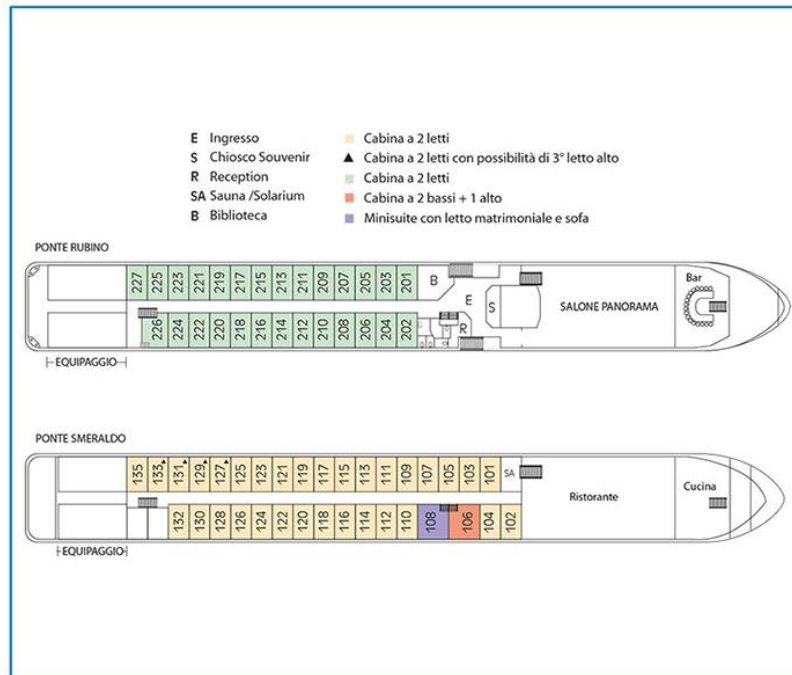 E Ingresso
S Chiosco Souvenir
R Reception
SA Sauna /Solarium
B Biblioteca
Cabina a 2 letti
▲ Cabina a 2 letti con possibilità di 3° letto alto
Cabina a 2 letti
Cabina a 2 bassi + 1 alto
Minisuite con letto matrimoniale e sofa
PONTE RUBINO
227 225 223 221 219 217 215 213 211 209 207 205 203 201
B
E
S
R
SALONE PANORAMA
Bar
226 224 222 220 218 216 214 212 210 208 206 204 202
EQUIPAGGIO
PONTE SMERALDO
135 133 131 129 127 125 123 121 119 117 115 113 111 109 107 105 103 101 SA
Ristorante
Cucina
132 130 128 126 124 122 120 118 116 114 112 110 108 106 104 102
EQUIPAGGIO